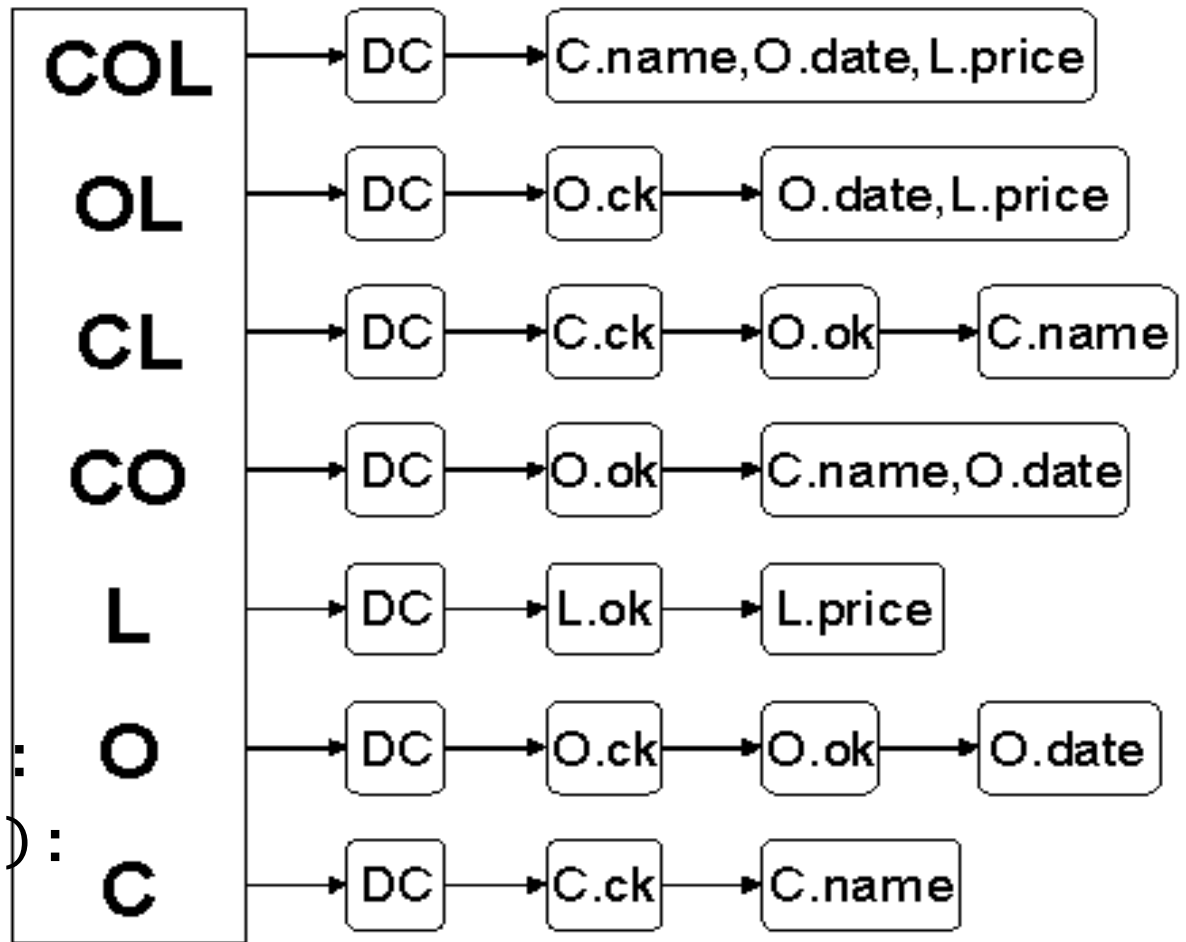 COL DC C.name,O.date,L.price
OL DC O.ck O.date,L.price
CL DC C.ck O.ok C.name
CO DC O.ok C.name,O.date
L DC L.ok L.price
: O DC O.ck O.ok O.date
):
C DC C.ck C.name